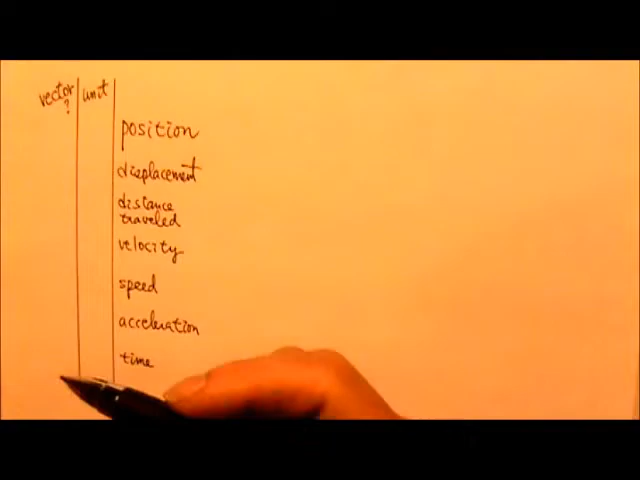 vector ? unit
position
displacement
distance
traveled
velocity
speed
acceleration
time